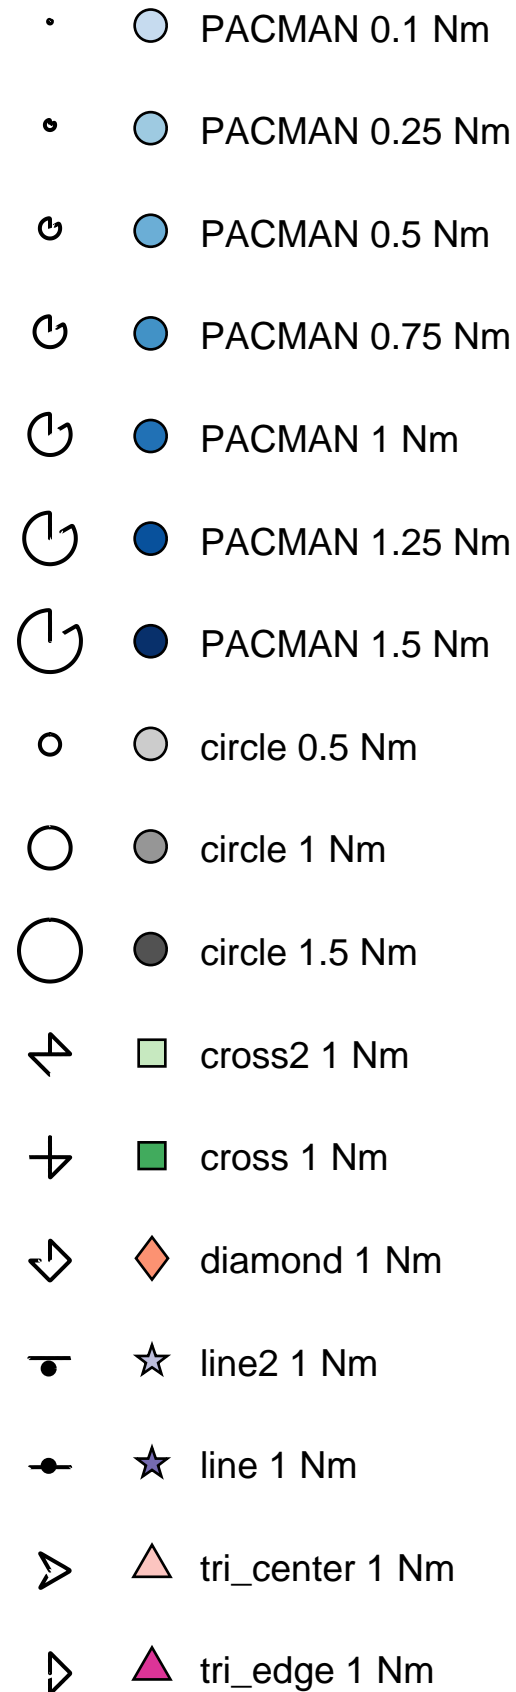 PACMAN 0.1 Nm
PACMAN 0.25 Nm
PACMAN 0.5 Nm
PACMAN 0.75 Nm
PACMAN 1 Nm
PACMAN 1.25 Nm
PACMAN 1.5 Nm
circle 0.5 Nm
circle 1 Nm
circle 1.5 Nm
cross2 1 Nm
cross 1 Nm
diamond 1 Nm
line2 1 Nm
line 1 Nm
tri_center 1 Nm
tri_edge 1 Nm